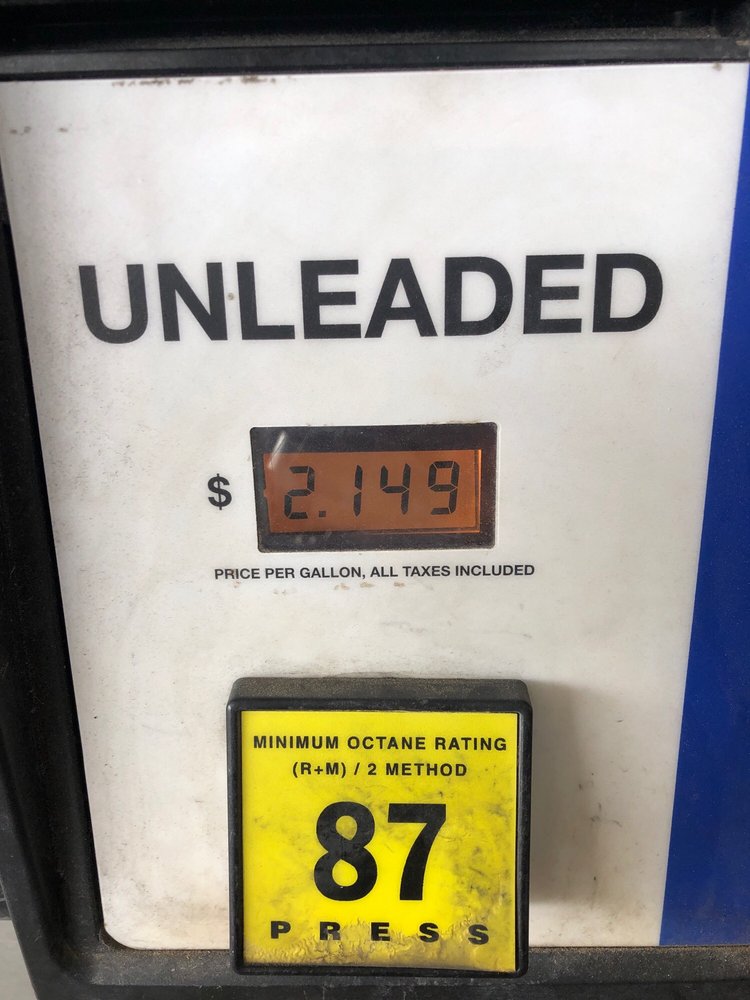 UNLEADED
$ 2.149
PRICE PER GALLON, ALL TAXES INCLUDED
MINIMUM OCTANE RATING
(R+M) / 2 METHOD
87
PRESS